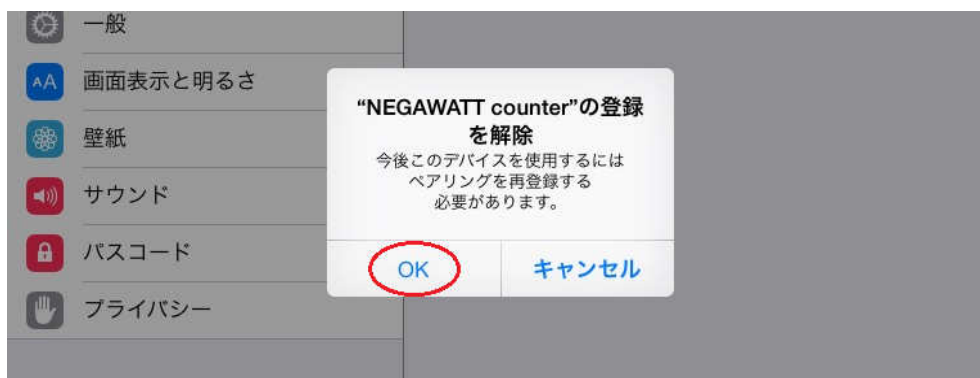 一般
画面表示と明るさ
壁紙
サウンド
パスコード
プライバシー
“NEGAWATT counter”の登録
を解除
今後このデバイスを使用するには
ペアリングを再登録する
必要があります。
OK
キャンセル